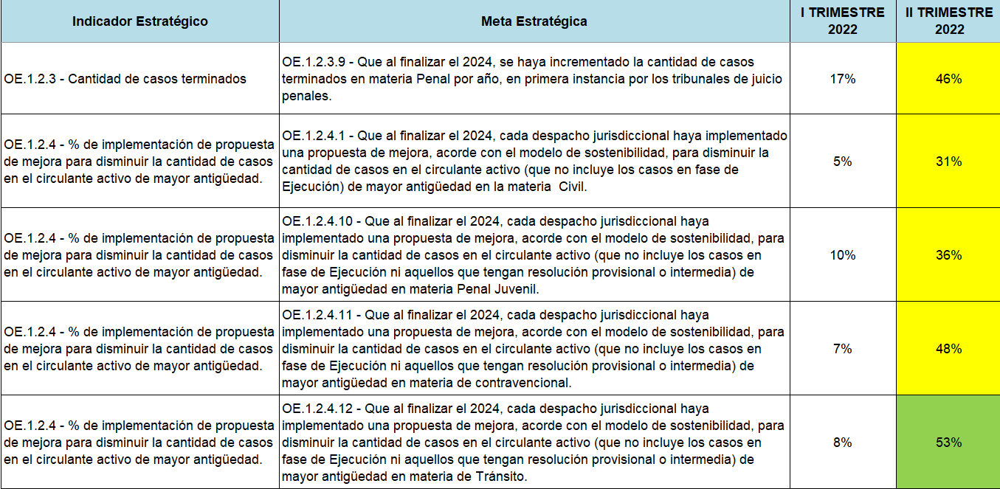 Indicador Estratégico
Meta Estratégica
I TRIMESTRE
2022
II TRIMESTRE
2022
OE.1.2.3 - Cantidad de casos terminados
OE.1.2.3.9 - Que al finalizar el 2024, se haya incrementado la cantidad de casos
terminados en materia Penal por año, en primera instancia por los tribunales de juicio
penales.
17%
46%
OE.1.2.4 - % de implementación de propuesta
de mejora para disminuir la cantidad de casos
en el circulante activo de mayor antigüedad.
OE.1.2.4.1 - Que al finalizar el 2024, cada despacho jurisdiccional haya implementado
una propuesta de mejora, acorde con el modelo de sostenibilidad, para disminuir la
cantidad de casos en el circulante activo (que no incluye los casos en fase de
Ejecución) de mayor antigüedad en la materia  Civil.
5%
31%
OE.1.2.4 - % de implementación de propuesta
de mejora para disminuir la cantidad de casos
en el circulante activo de mayor antigüedad.
OE.1.2.4.10 - Que al finalizar el 2024, cada despacho jurisdiccional haya
implementado una propuesta de mejora, acorde con el modelo de sostenibilidad, para
disminuir la cantidad de casos en el circulante activo (que no incluye los casos en
fase de Ejecución ni aquellos que tengan resolución provisional o intermedia) de
mayor antigüedad en materia Penal Juvenil.
10%
36%
OE.1.2.4 - % de implementación de propuesta
de mejora para disminuir la cantidad de casos
en el circulante activo de mayor antigüedad.
OE.1.2.4.11 - Que al finalizar el 2024, cada despacho jurisdiccional haya
implementado una propuesta de mejora, acorde con el modelo de sostenibilidad, para
disminuir la cantidad de casos en el circulante activo (que no incluye los casos en
fase de Ejecución ni aquellos que tengan resolución provisional o intermedia) de
mayor antigüedad en materia de contravencional.
7%
48%
OE.1.2.4 - % de implementación de propuesta
de mejora para disminuir la cantidad de casos
en el circulante activo de mayor antigüedad.
OE.1.2.4.12 - Que al finalizar el 2024, cada despacho jurisdiccional haya
implementado una propuesta de mejora, acorde con el modelo de sostenibilidad, para
disminuir la cantidad de casos en el circulante activo (que no incluye los casos en
fase de Ejecución ni aquellos que tengan resolución provisional o intermedia) de
mayor antigüedad en materia de Tránsito.
8%
53%